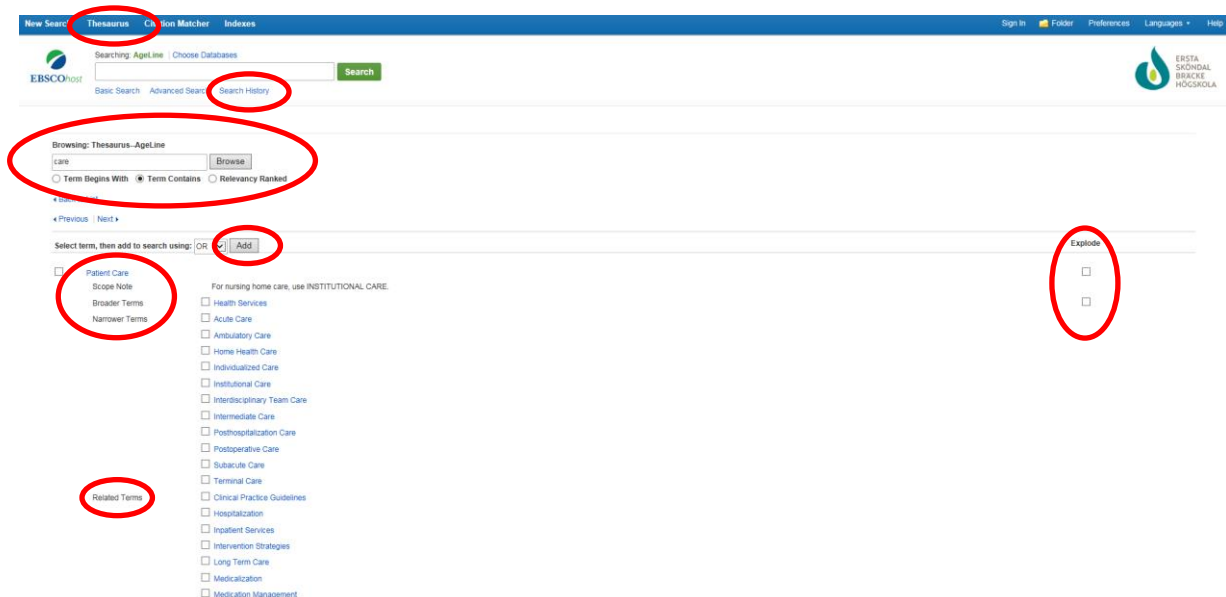 New Search Thesaurus Citation Matcher Indexes Sign In Folder Preferences Languages Help
Searching: AgeLine Choose Databases
Search
EBSCOhost
Basic Search Advanced Search Search History
ERSTA
SKÖNDAL
BRÄCKE
HÖGSKOLA
Browsing: Thesaurus--AgeLine
care Browse
Term Begins With Term Contains Relevancy Ranked
Previous Next
Select term, then add to search using: OR Add Explode
Patient Care
Scope Note For nursing home care, use INSTITUTIONAL CARE.
Broader Terms Health Services
Narrower Terms Acute Care
Ambulatory Care
Home Health Care
Individualized Care
Institutional Care
Interdisciplinary Team Care
Intermediate Care
Posthospitalization Care
Postoperative Care
Subacute Care
Terminal Care
Related Terms Clinical Practice Guidelines
Hospitalization
Inpatient Services
Intervention Strategies
Long Term Care
Medicalization
Medication Management